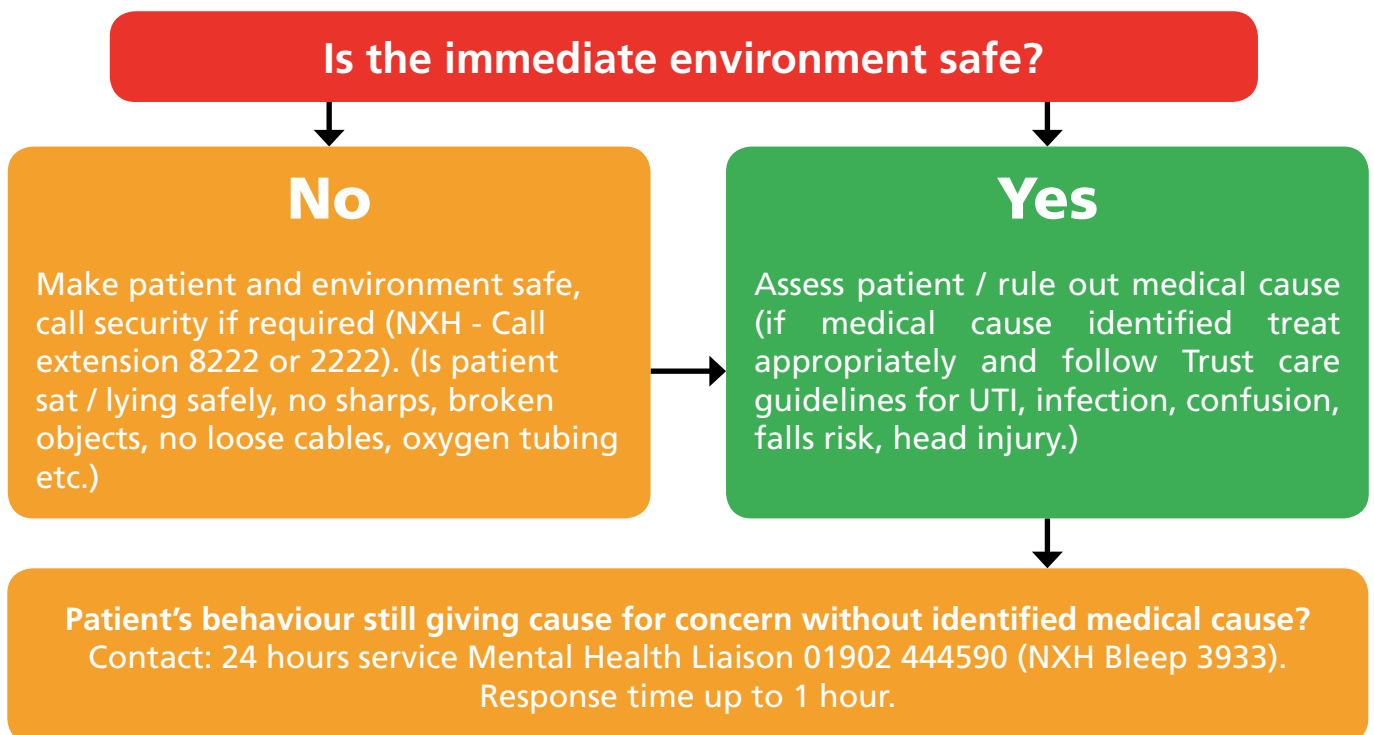 Is the immediate environment safe?
No
Make patient and environment safe,
call security if required (NXH - Call
extension 8222 or 2222). (Is patient
sat / lying safely, no sharps, broken
objects, no loose cables, oxygen tubing
etc.)
Yes
Assess patient / rule out medical cause
(if medical cause identified treat
appropriately and follow Trust care
guidelines for UTI, infection, confusion,
falls risk, head injury.)
Patient’s behaviour still giving cause for concern without identified medical cause?
Contact: 24 hours service Mental Health Liaison 01902 444590 (NXH Bleep 3933).
Response time up to 1 hour.